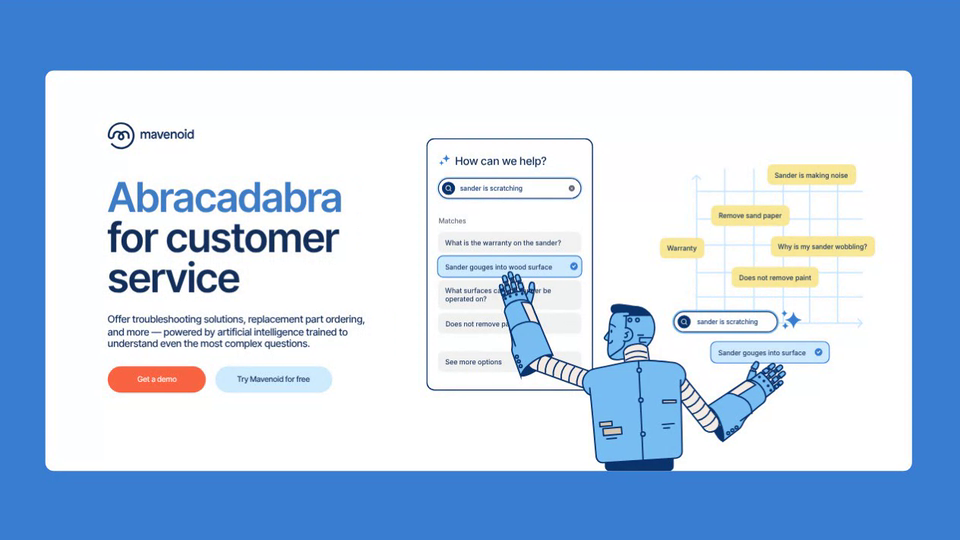 mavenoid
Abracadabra
for customer
service
Offer troubleshooting solutions, replacement part ordering,
and more — powered by artificial intelligence trained to
understand even the most complex questions.
Get a demo
Try Mavenoid for free
How can we help?
sander is scratching
Matches
What is the warranty on the sander?
Sander gouges into wood surface
What surfaces be
operated on?
Does not remove
See more options
Sander is making noise
Remove sand paper
Warranty
Why is my sander wobbling?
Does not remove paint
sander is scratching
Sander gouges into surface